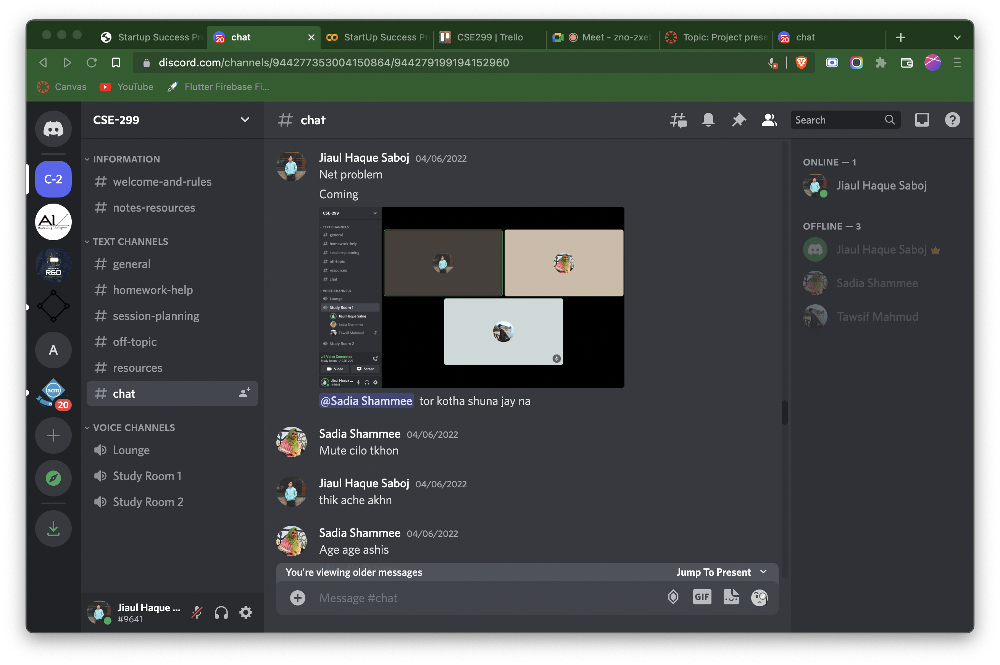 Startup Success Pre
20
chat
StartUp Success Pr
CSE299 | Trello
Meet - zno-zxet
Topic: Project prese
20
chat
discord.com/channels/944277353004150864/944279199194152960
Canvas
YouTube
Flutter Firebase Fi...
CSE-299
chat
Search
C-2
AI
Accelerating Intelligence
R&D
A
acm
N
20
INFORMATION
welcome-and-rules
notes-resources
TEXT CHANNELS
general
homework-help
session-planning
off-topic
resources
chat
VOICE CHANNELS
Lounge
Study Room 1
Study Room 2
Jiaul Haque ...
#9641
Jiaul Haque Saboj 04/06/2022
Net problem
Coming
CSE-299
TEXT CHANNELS
# general
# homework-help
# session-planning
# off-topic
# resources
# chat
VOICE CHANNELS
Lounge
Study Room 1
Jiaul Haque Saboj
Sadia Shammee
Tawsif Mahmud
Study Room 2
Voice Connected
Study Room 1 / CSE-299
Video
Screen
Jiaul Haque ...
#9641
@Sadia Shammee tor kotha shuna jay na
Sadia Shammee 04/06/2022
Mute cilo tkhon
Jiaul Haque Saboj 04/06/2022
thik ache akhn
Sadia Shammee 04/06/2022
Age age ashis
You're viewing older messages
Jump To Present
Message #chat
GIF
ONLINE — 1
Jiaul Haque Saboj
OFFLINE — 3
Jiaul Haque Saboj
Sadia Shammee
Tawsif Mahmud